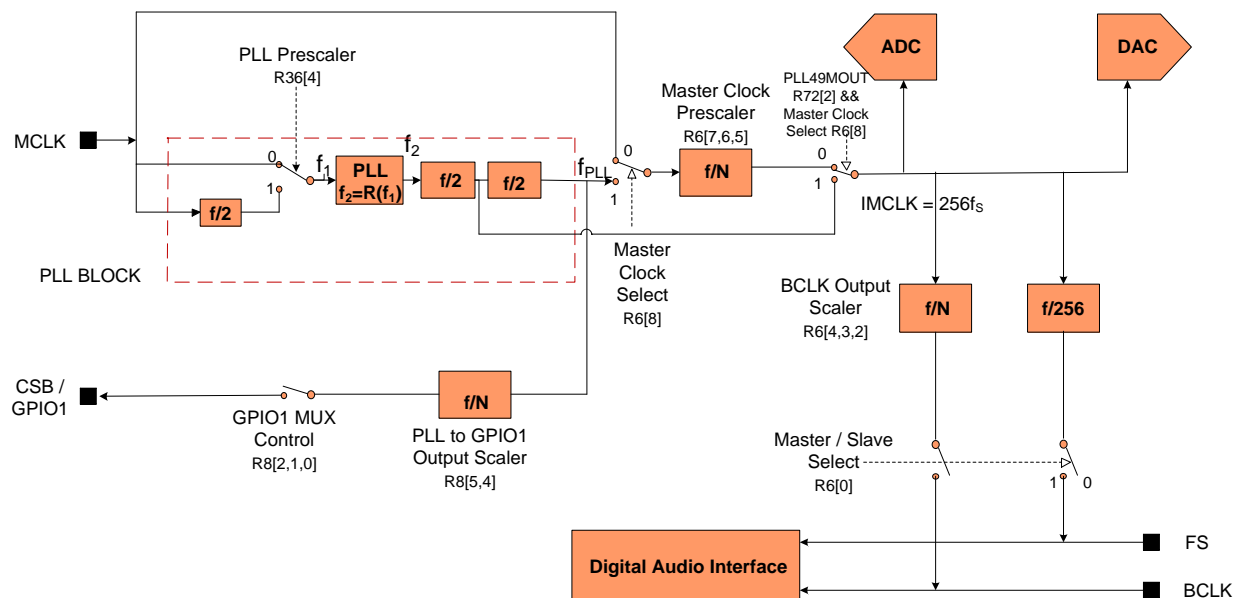 ADC
DAC
PLL Prescaler
R36[4]
PLL49MOUT
R72[2] &&
Master Clock
Select R6[8]
Master Clock
Prescaler
R6[7,6,5]
MCLK
0
1
f1
f2
PLL
f2=R(f1)
f/2
f/2
f/2
fPLL
0
1
f/N
0
1
IMCLK = 256fS
PLL BLOCK
Master
Clock
Select
R6[8]
BCLK Output
Scaler
R6[4,3,2]
f/N
f/256
CSB /
GPIO1
GPIO1 MUX
Control
R8[2,1,0]
f/N
PLL to GPIO1
Output Scaler
R8[5,4]
Master / Slave
Select
R6[0]
1
0
Digital Audio Interface
FS
BCLK